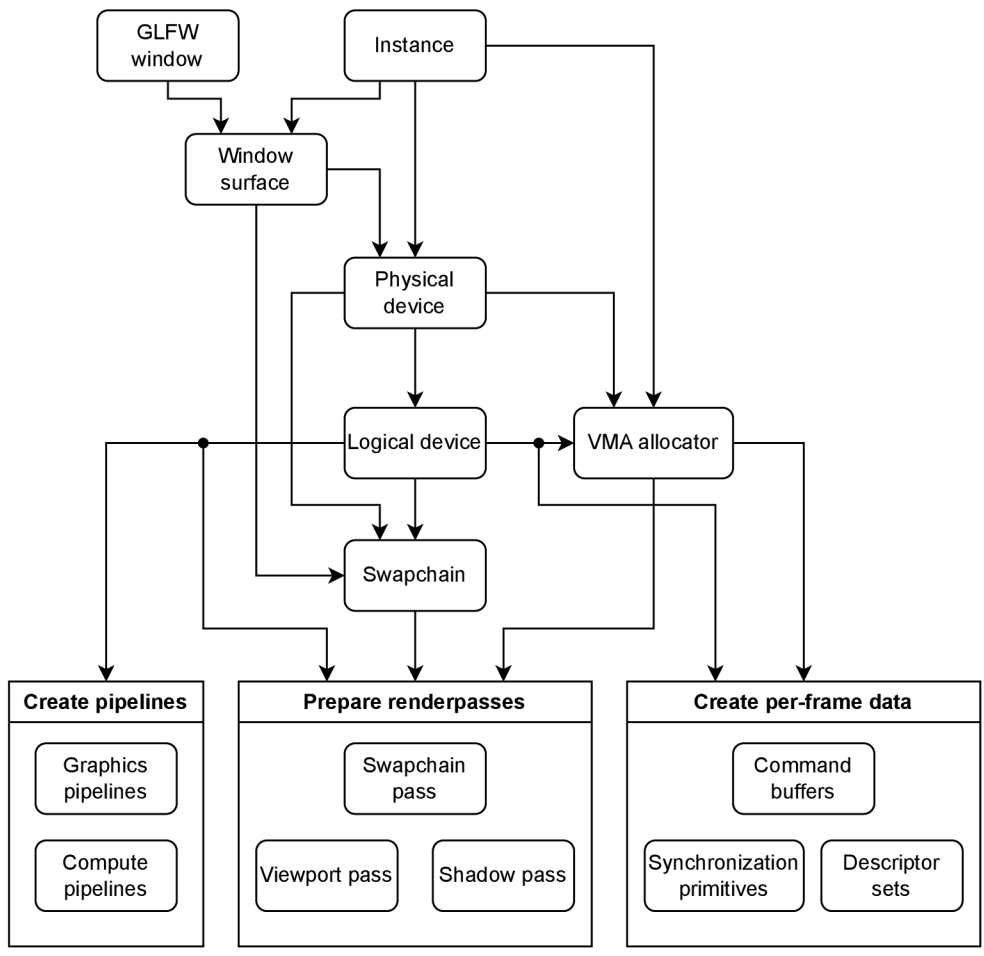 GLFW
window
Instance
Window
surface
Physical
device
Logical device
VMA allocator
Swapchain
Create pipelines
Graphics
pipelines
Compute
pipelines
Prepare renderpasses
Swapchain
pass
Viewport pass
Shadow pass
Create per-frame data
Command
buffers
Synchronization
primitives
Descriptor
sets